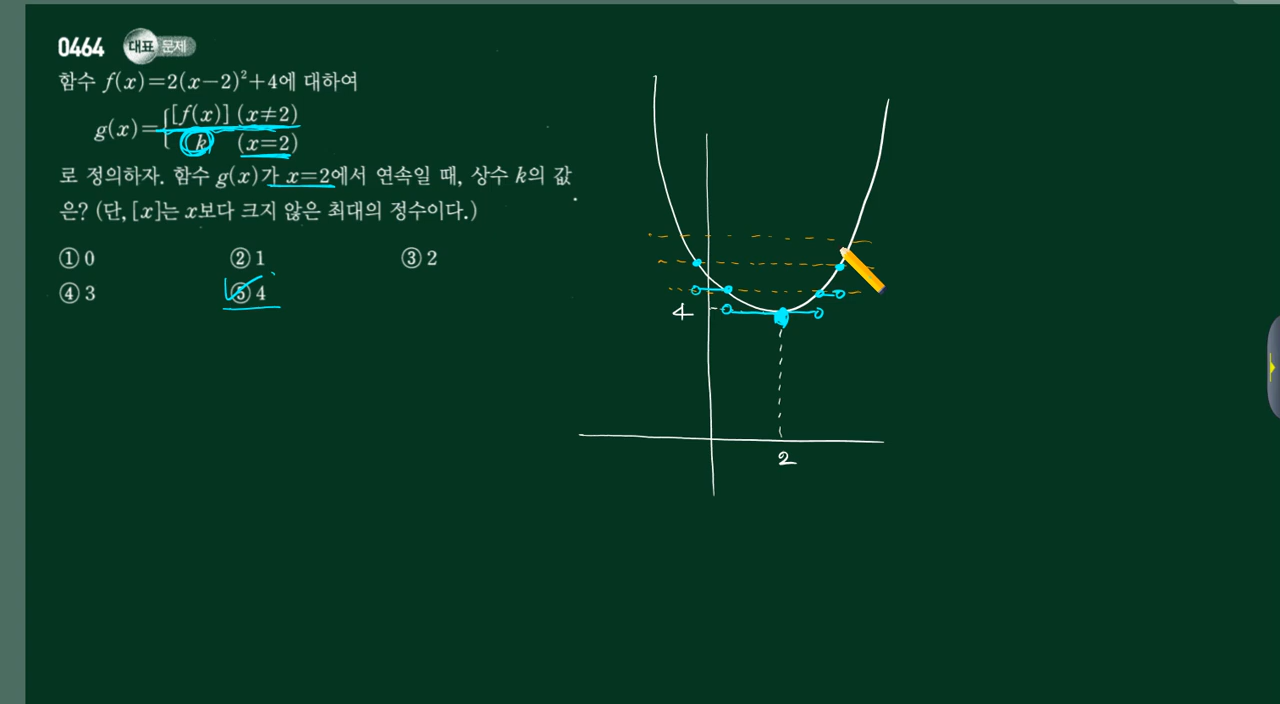 0464 대표 문제
함수 f(x)=2(x-2)²+4에 대하여
g(x)={[f(x)] (x≠2)
k (x=2)
로 정의하자. 함수 g(x)가 x=2에서 연속일 때, 상수 k의 값
은? (단, [x]는 x보다 크지 않은 최대의 정수이다.)
① 0 ② 1 ③ 2
④ 3 ⑤ 4
4
2